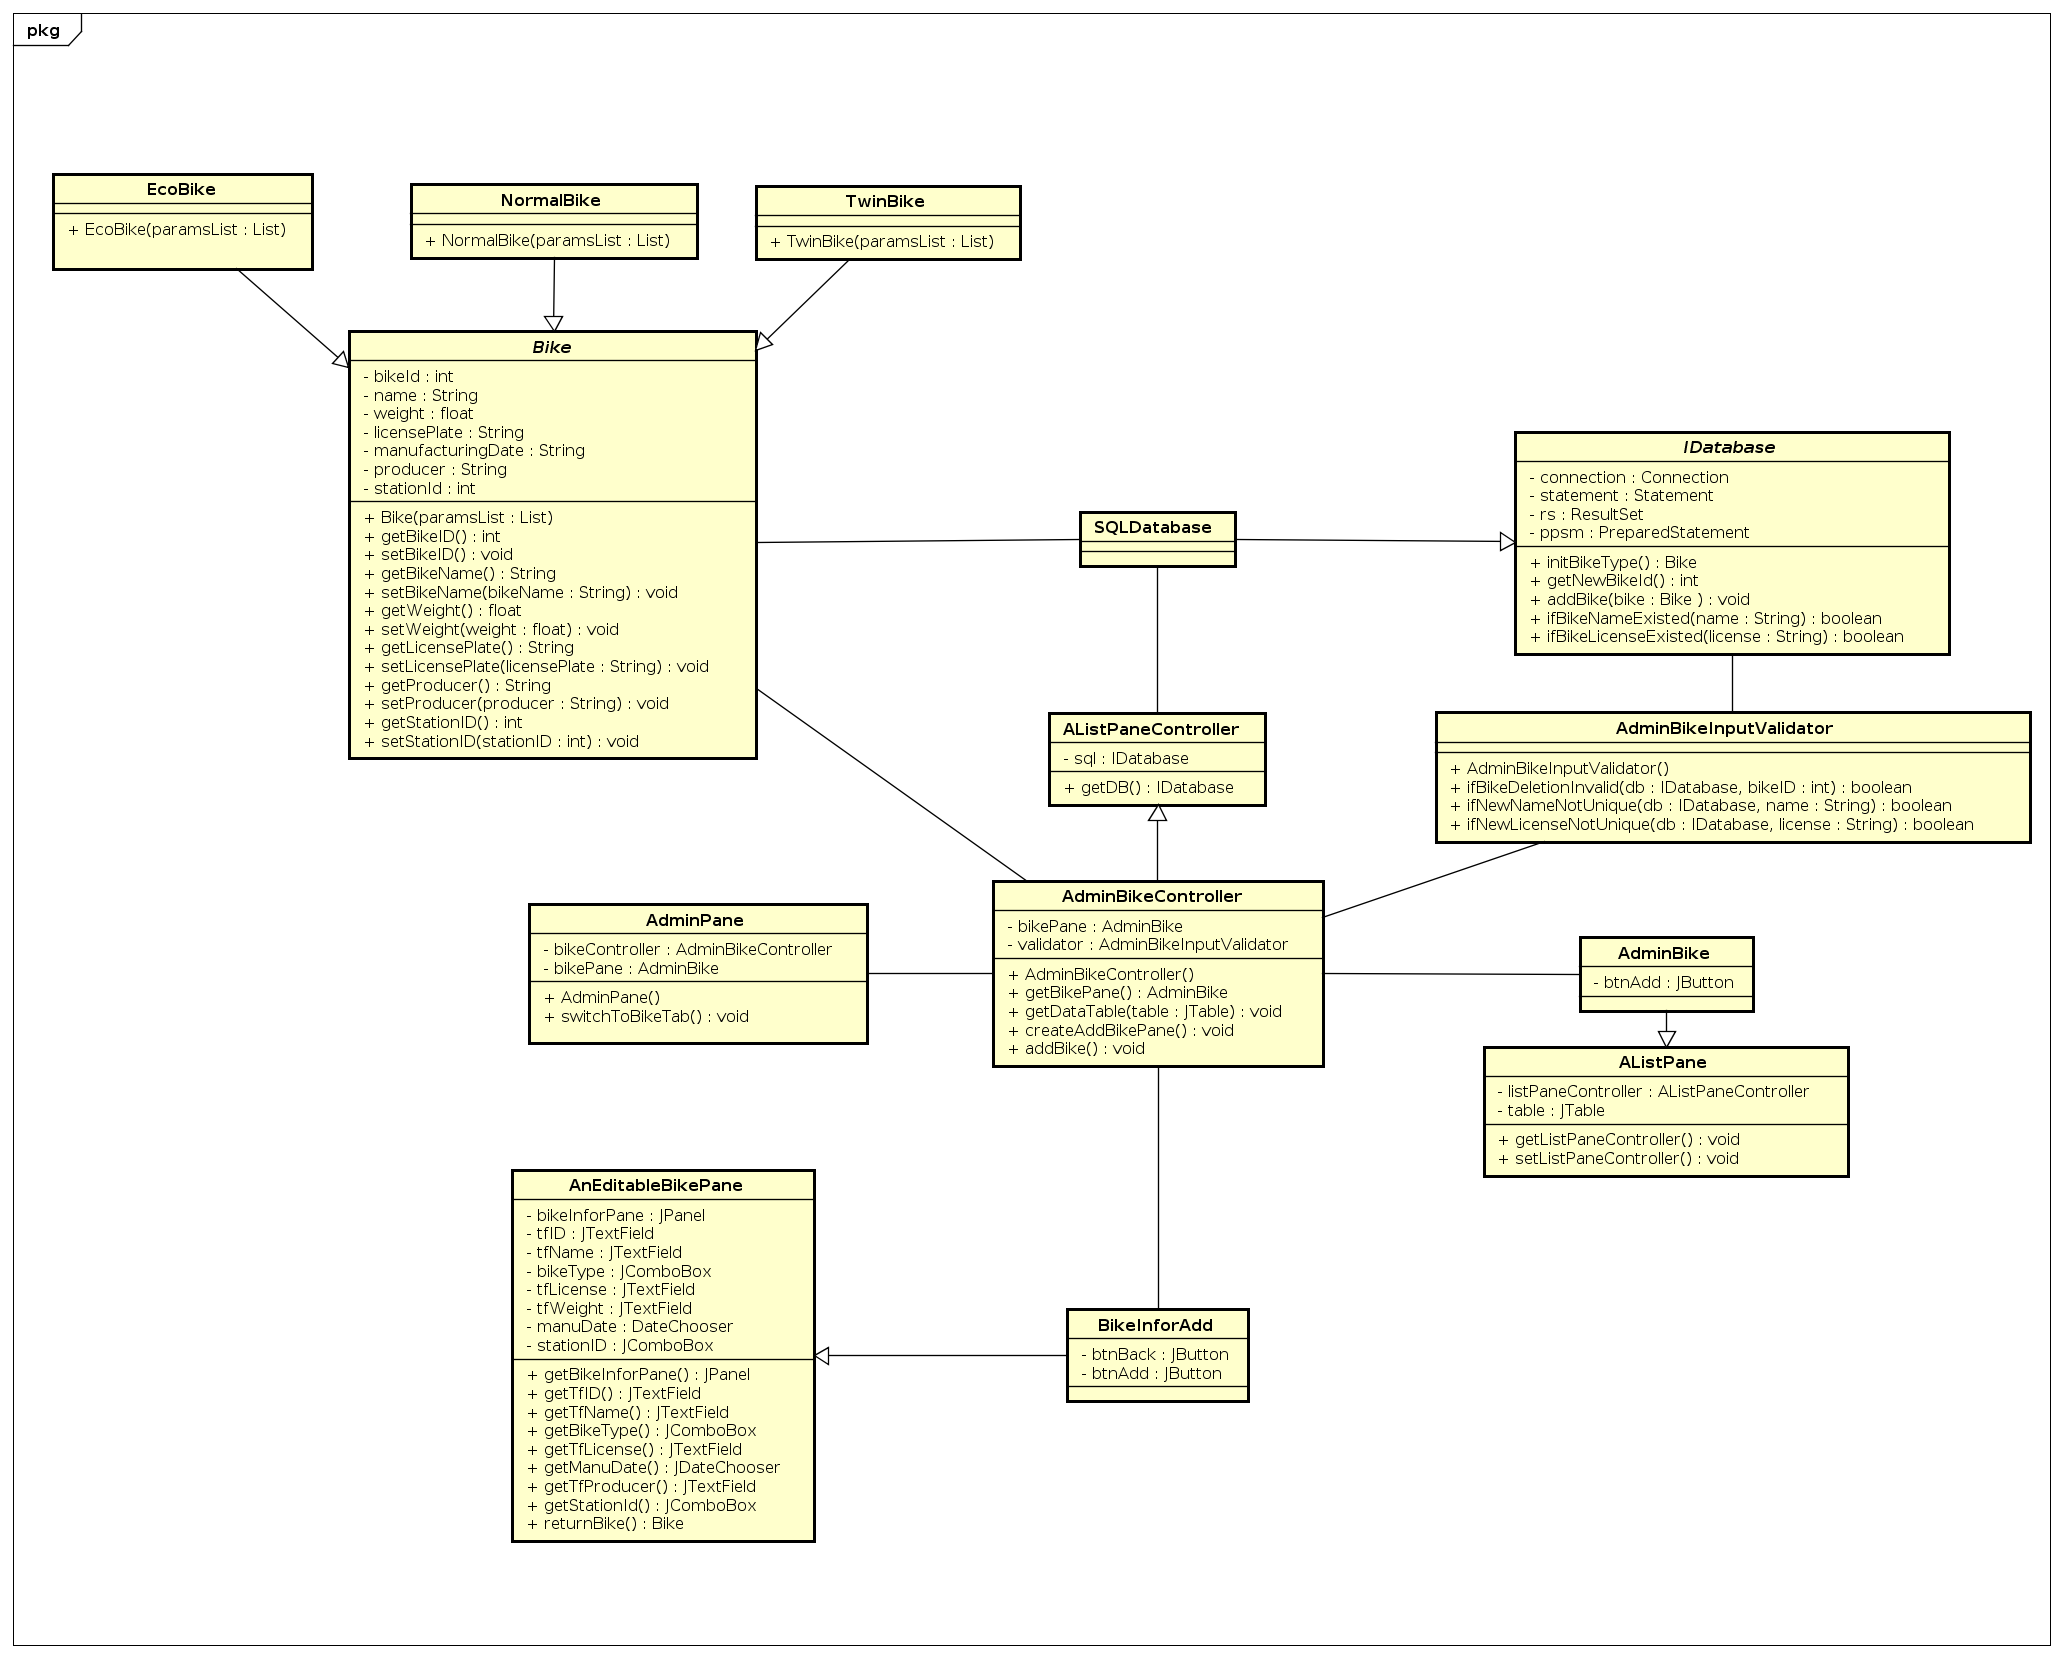 pkg
EcoBike
+ EcoBike(paramsList : List)
NormalBike
+ NormalBike(paramsList : List)
TwinBike
+ TwinBike(paramsList : List)
Bike
- bikeId : int
- name : String
- weight : float
- licensePlate : String
- manufacturingDate : String
- producer : String
- stationId : int
+ Bike(paramsList : List)
+ getBikeID() : int
+ setBikeID() : void
+ getBikeName() : String
+ setBikeName(bikeName : String) : void
+ getWeight() : float
+ setWeight(weight : float) : void
+ getLicensePlate() : String
+ setLicensePlate(licensePlate : String) : void
+ getProducer() : String
+ setProducer(producer : String) : void
+ getStationID() : int
+ setStationID(stationID : int) : void
SQLDatabase
IDatabase
- connection : Connection
- statement : Statement
- rs : ResultSet
- ppsm : PreparedStatement
+ initBikeType() : Bike
+ getNewBikeId() : int
+ addBike(bike : Bike ) : void
+ ifBikeNameExisted(name : String) : boolean
+ ifBikeLicenseExisted(license : String) : boolean
AListPaneController
- sql : IDatabase
+ getDB() : IDatabase
AdminBikeInputValidator
+ AdminBikeInputValidator()
+ ifBikeDeletionInvalid(db : IDatabase, bikeID : int) : boolean
+ ifNewNameNotUnique(db : IDatabase, name : String) : boolean
+ ifNewLicenseNotUnique(db : IDatabase, license : String) : boolean
AdminPane
- bikeController : AdminBikeController
- bikePane : AdminBike
+ AdminPane()
+ switchToBikeTab() : void
AdminBikeController
- bikePane : AdminBike
- validator : AdminBikeInputValidator
+ AdminBikeController()
+ getBikePane() : AdminBike
+ getDataTable(table : JTable) : void
+ createAddBikePane() : void
+ addBike() : void
AdminBike
- btnAdd : JButton
AListPane
- listPaneController : AListPaneController
- table : JTable
+ getListPaneController() : void
+ setListPaneController() : void
AnEditableBikePane
- bikeInforPane : JPanel
- tfID : JTextField
- tfName : JTextField
- bikeType : JComboBox
- tfLicense : JTextField
- tfWeight : JTextField
- manuDate : DateChooser
- stationID : JComboBox
+ getBikeInforPane() : JPanel
+ getTfID() : JTextField
+ getTfName() : JTextField
+ getBikeType() : JComboBox
+ getTfLicense() : JTextField
+ getManuDate() : JDateChooser
+ getTfProducer() : JTextField
+ getStationId() : JComboBox
+ returnBike() : Bike
BikeInforAdd
- btnBack : JButton
- btnAdd : JButton